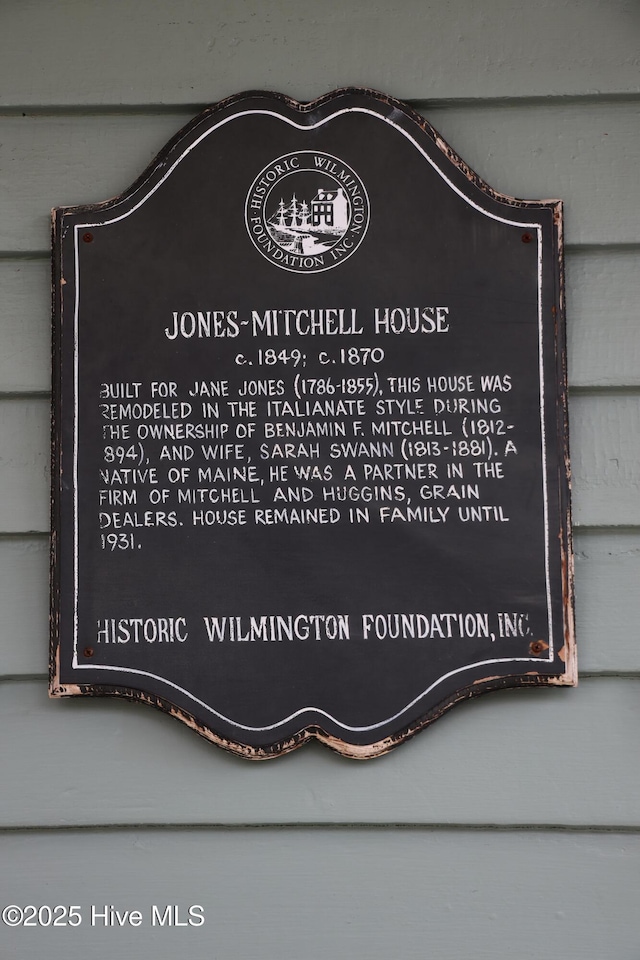 HISTORIC WILMINGTON
FOUNDATION INC
JONES-MITCHELL HOUSE
c.1849; c.1870
BUILT FOR JANE JONES (1786-1855), THIS HOUSE WAS
REMODELED IN THE ITALIANATE STYLE DURING
THE OWNERSHIP OF BENJAMIN F. MITCHELL (1812-
894), AND WIFE, SARAH SWANN (1813-1881). A
NATIVE OF MAINE, HE WAS A PARTNER IN THE
FIRM OF MITCHELL AND HUGGINS, GRAIN
DEALERS. HOUSE REMAINED IN FAMILY UNTIL
1931.
HISTORIC WILMINGTON FOUNDATION, INC.
©2025 Hive MLS